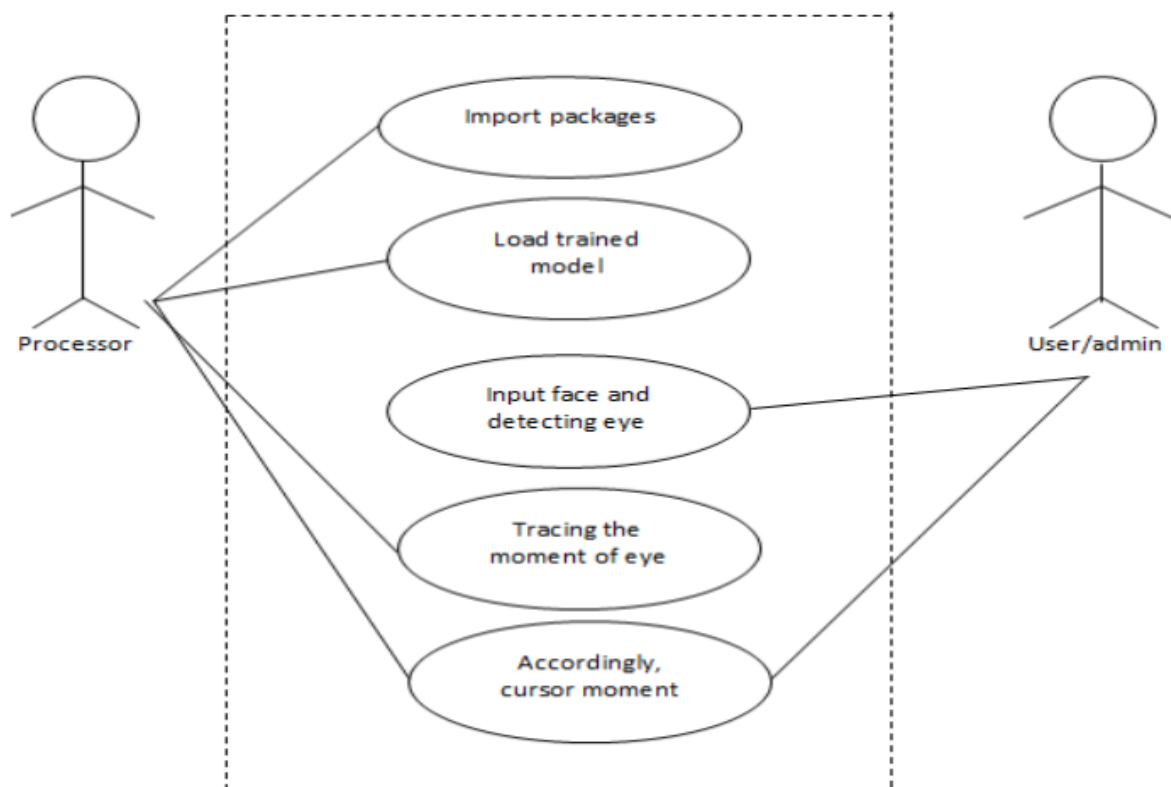 Import packages
Load trained
model
Processor
User/admin
Input face and
detecting eye
Tracing the
moment of eye
Accordingly,
cursor moment